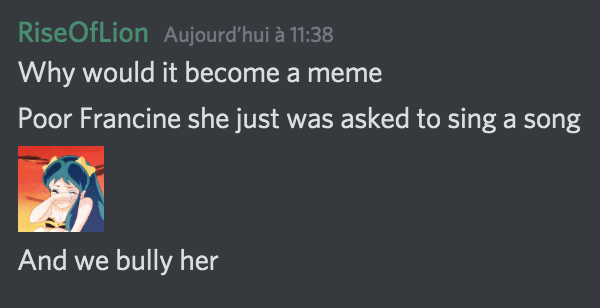 RiseOfLion Aujourd'hui à 11:38
Why would it become a meme
Poor Francine she just was asked to sing a song
And we bully her